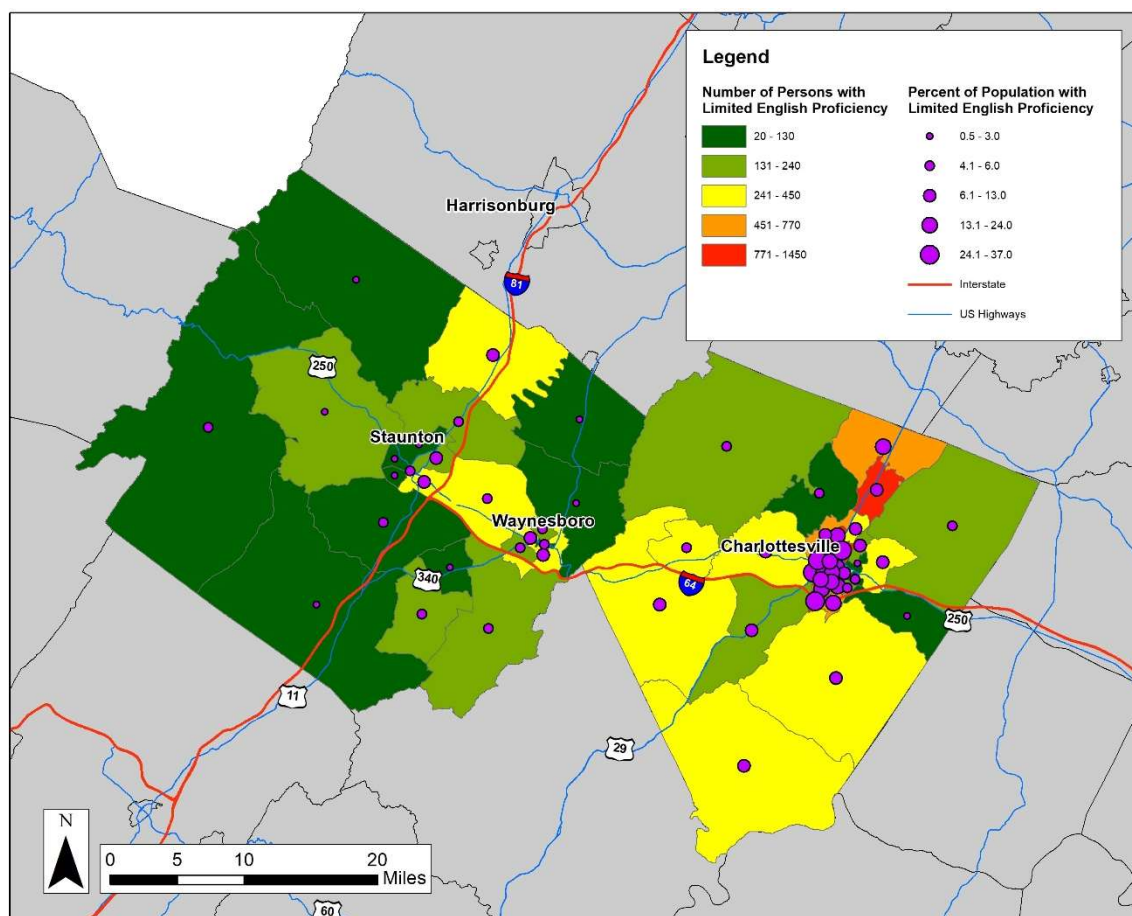 Legend
Number of Persons with
Limited English Proficiency
20 - 130
131 - 240
241 - 450
451 - 770
771 - 1450
Percent of Population with
Limited English Proficiency
0.5 - 3.0
4.1 - 6.0
6.1 - 13.0
13.1 - 24.0
24.1 - 37.0
Interstate
US Highways
Harrisonburg
81
250
Staunton
Waynesboro
Charlottesville
340
64
250
11
29
N
0 5 10 20
Miles
60